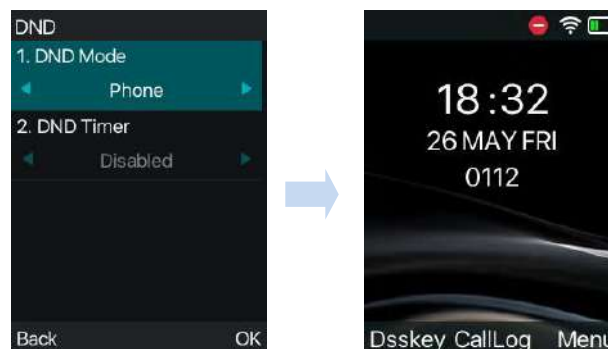 DND
1. DND Mode
Phone
2. DND Timer
Disabled
Back OK
18:32
26 MAY FRI
0112
Dsskey CallLog Menu